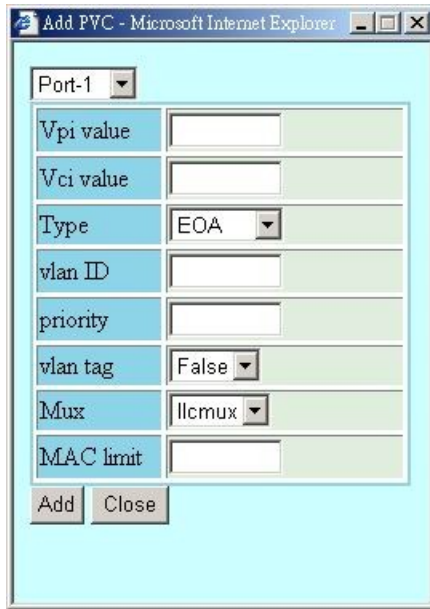 Add PVC - Microsoft Internet Explorer
Port-1
Vpi value
Vci value
Type EOA
vlan ID
priority
vlan tag False
Mux llcmux
MAC limit
Add Close